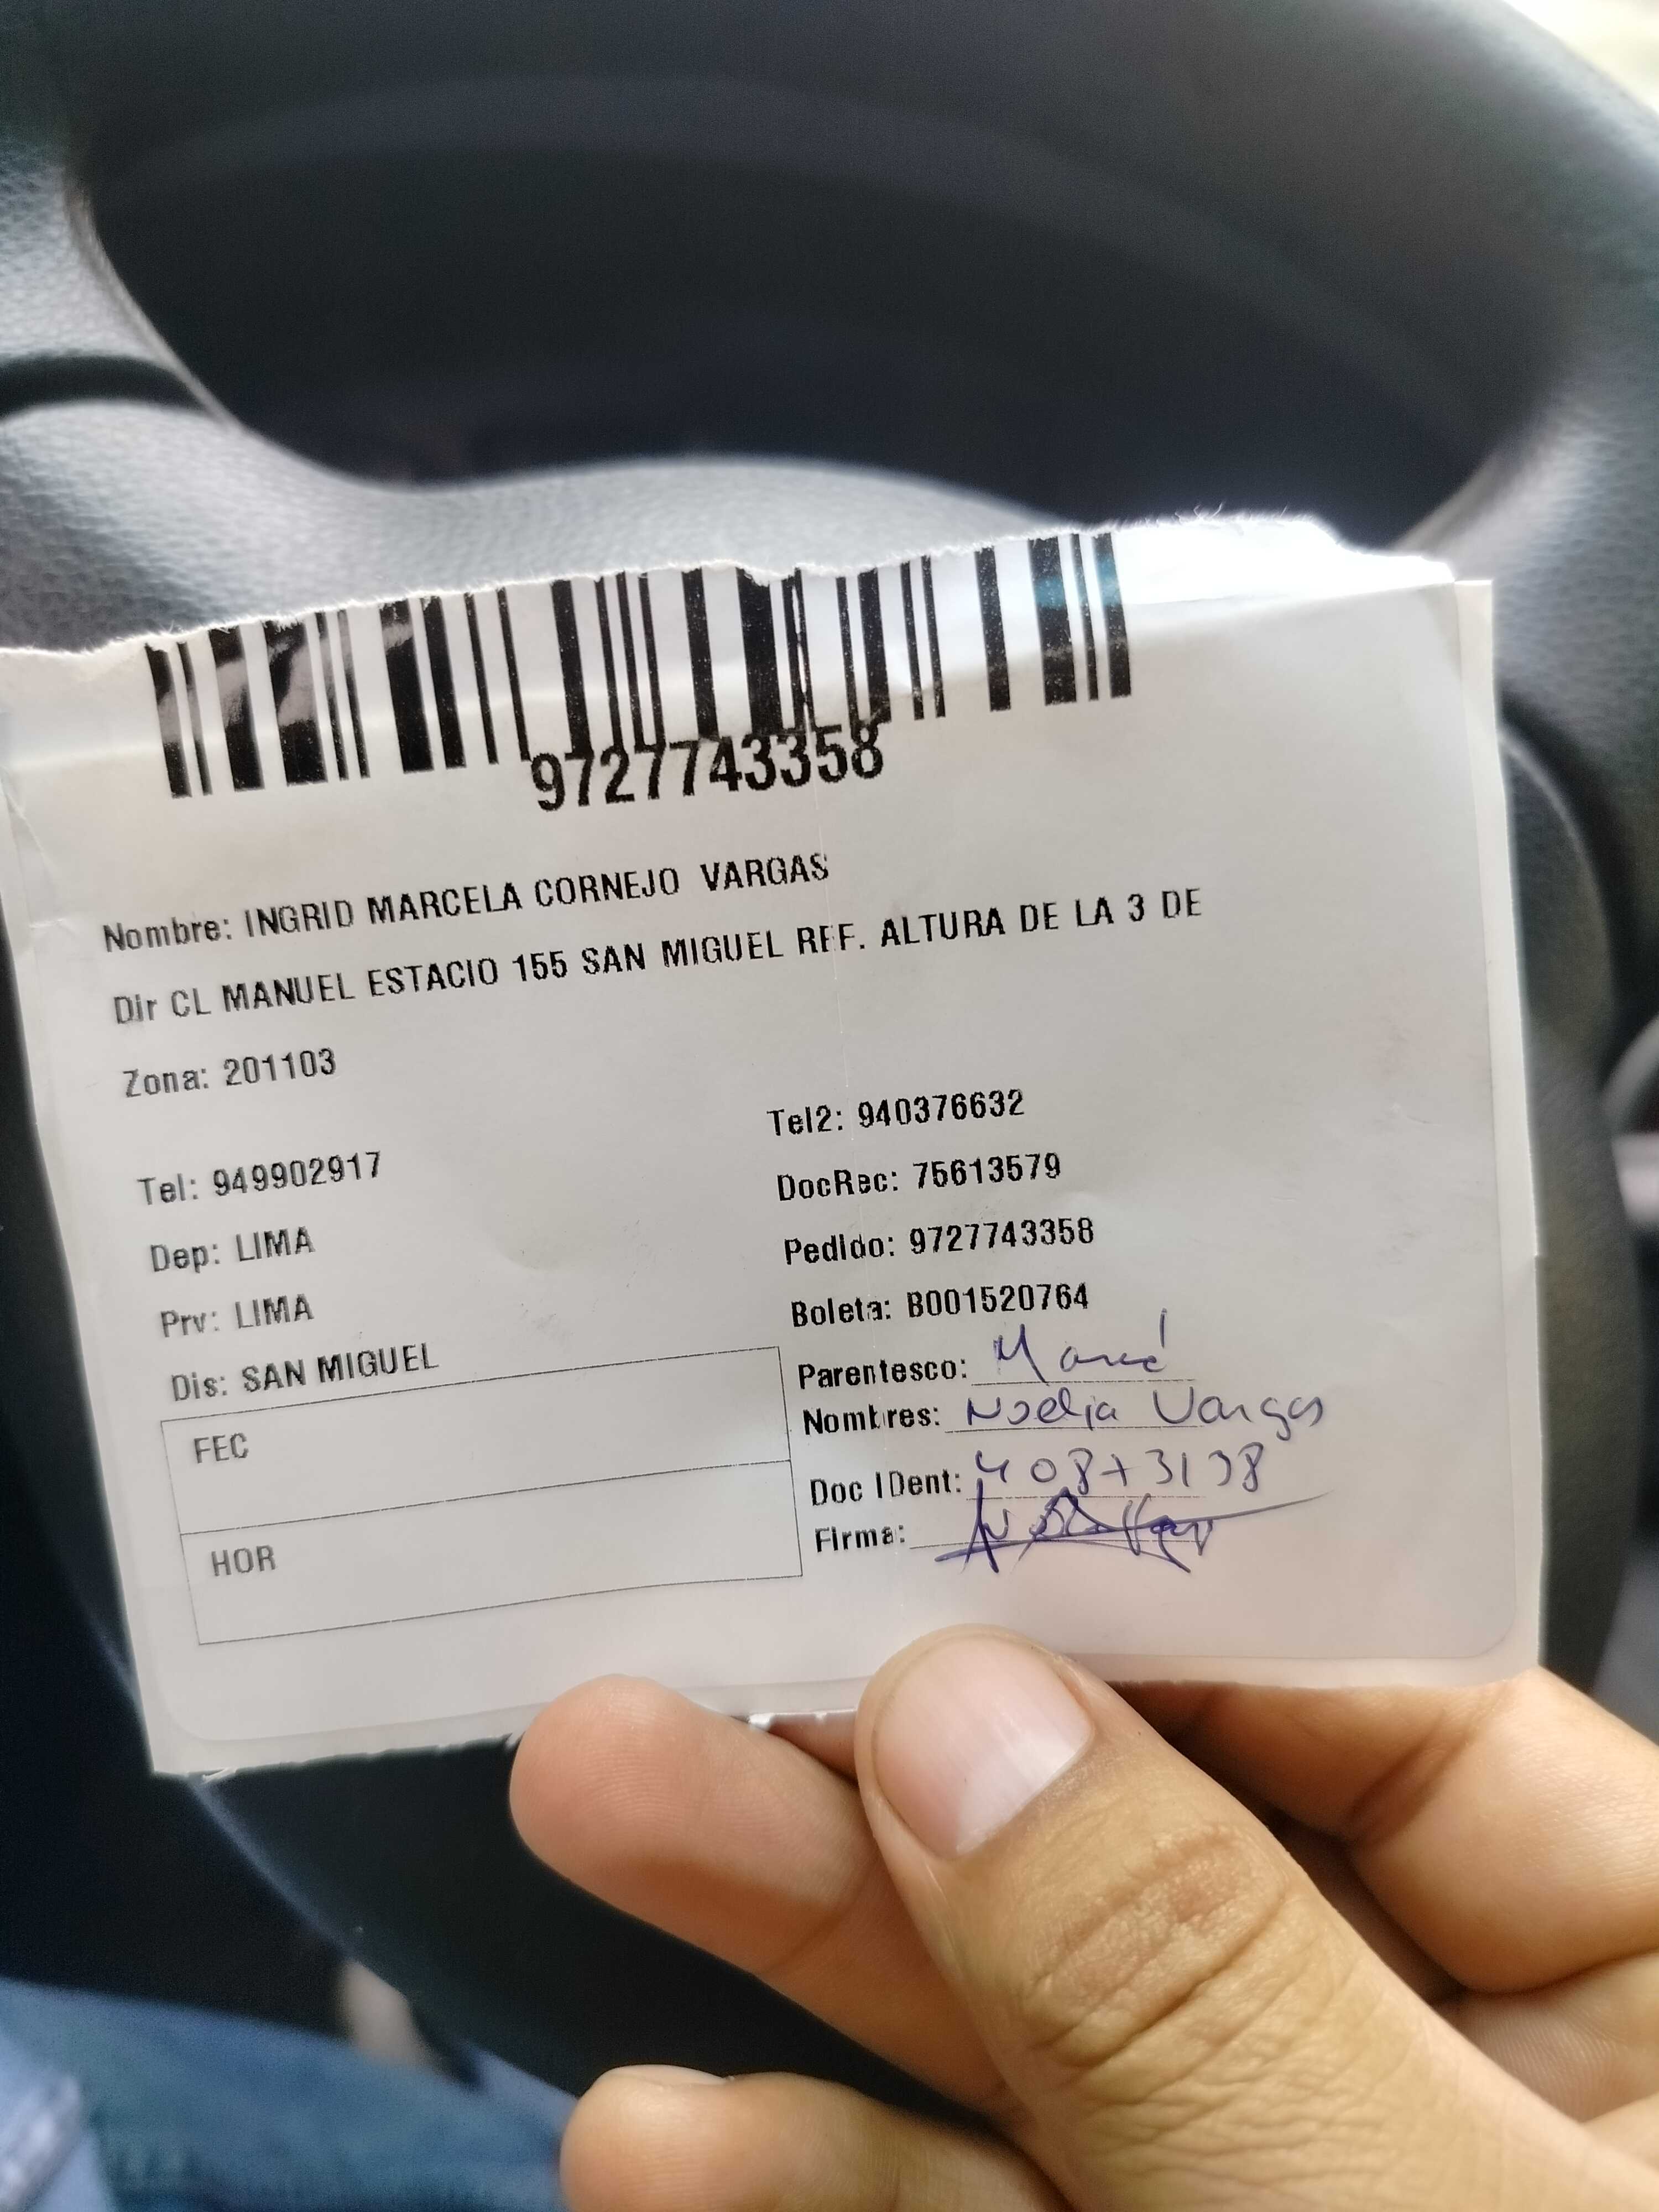 9727743358
Nombre: INGRID MARCELA CORNEJO VARGAS
Dir CL MANUEL ESTACIO 155 SAN MIGUEL REF. ALTURA DE LA 3 DE
Zona: 201103
Tel: 949902917
Tel2: 940376632
Dep: LIMA
DocRec: 75613579
Prv: LIMA
Pedido: 9727743358
Dis: SAN MIGUEL
Boleta: B001520764
FEC
HOR
Parentesco: Mamá
Nombres: Noelia Vargas
Doc IDent:
Firma: